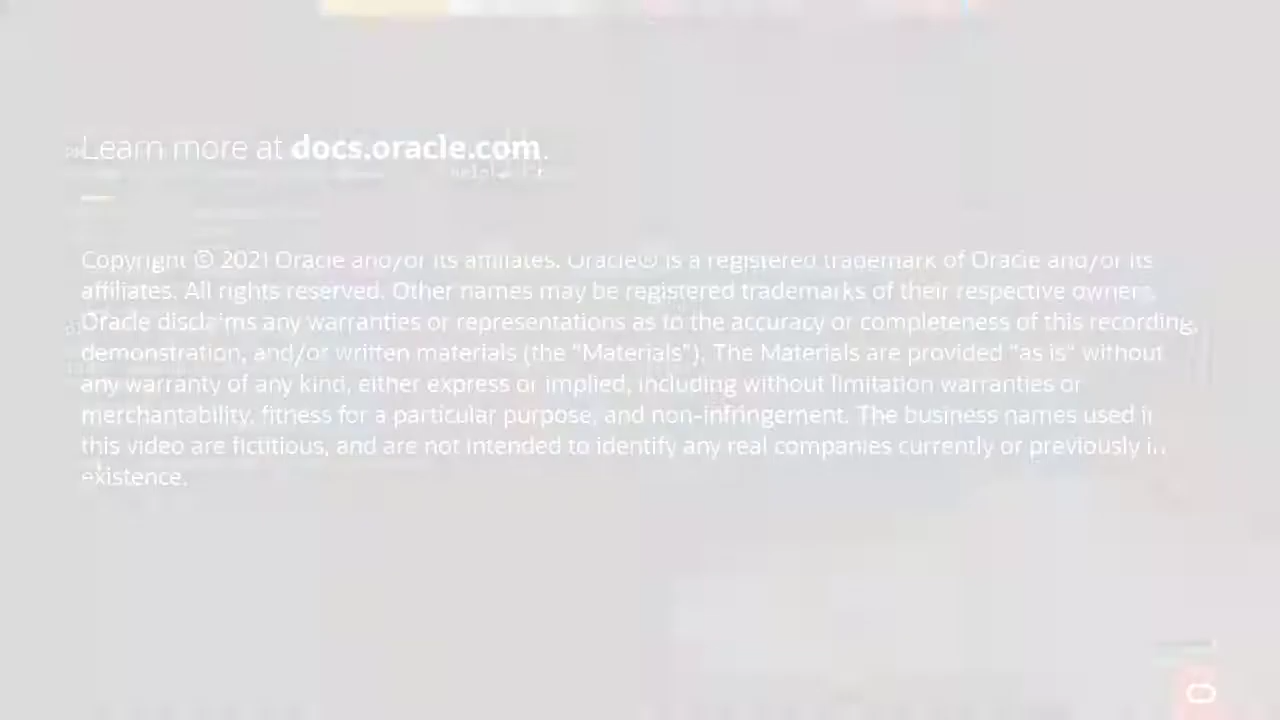 Learn more at docs.oracle.com.
Copyright © 2021 Oracle and/or its affiliates. Oracle® is a registered trademark of Oracle and/or its
affiliates. All rights reserved. Other names may be registered trademarks of their respective owners.
Oracle disclaims any warranties or representations as to the accuracy or completeness of this recording,
demonstration, and/or written materials (the "Materials"). The Materials are provided "as is" without
any warranty of any kind, either express or implied, including without limitation warranties or
merchantability, fitness for a particular purpose, and non-infringement. The business names used in
this video are fictitious, and are not intended to identify any real companies currently or previously in
existence.